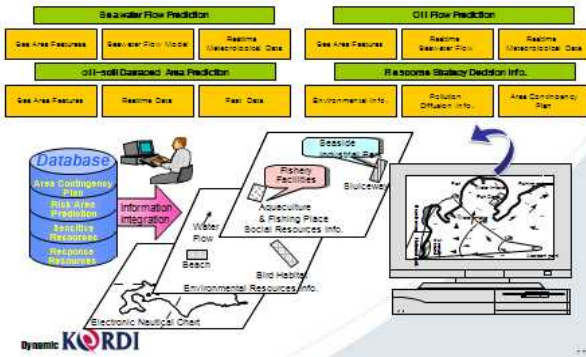 Seawater Flow Prediction
Sea Area Features
Seawater Flow Model
Realtime
Meteorological Data
Oil Flow Prediction
Sea Area Features
Realtime
Seawater Flow
Realtime
Meteorological Data
oil-soil Damaged Area Prediction
Sea Area Features
Realtime Data
Past Data
Response Strategy Decision Info.
Environmental Info.
Pollution
Diffusion Info.
Area Contingency
Plan
Database
Area Contingency
Plan
Risk Area
Prediction
Sensitive
Resources
Response
Resources
Information
Integration
Seaside
Industrial
Sluiceway
Fishery
Facilities
Aquaculture
& Fishing Place
Social Resources Info.
Water
Flow
Beach
Bird Habitat
Environmental Resources Info.
Electronic Nautical Chart
Dynamic KORDI